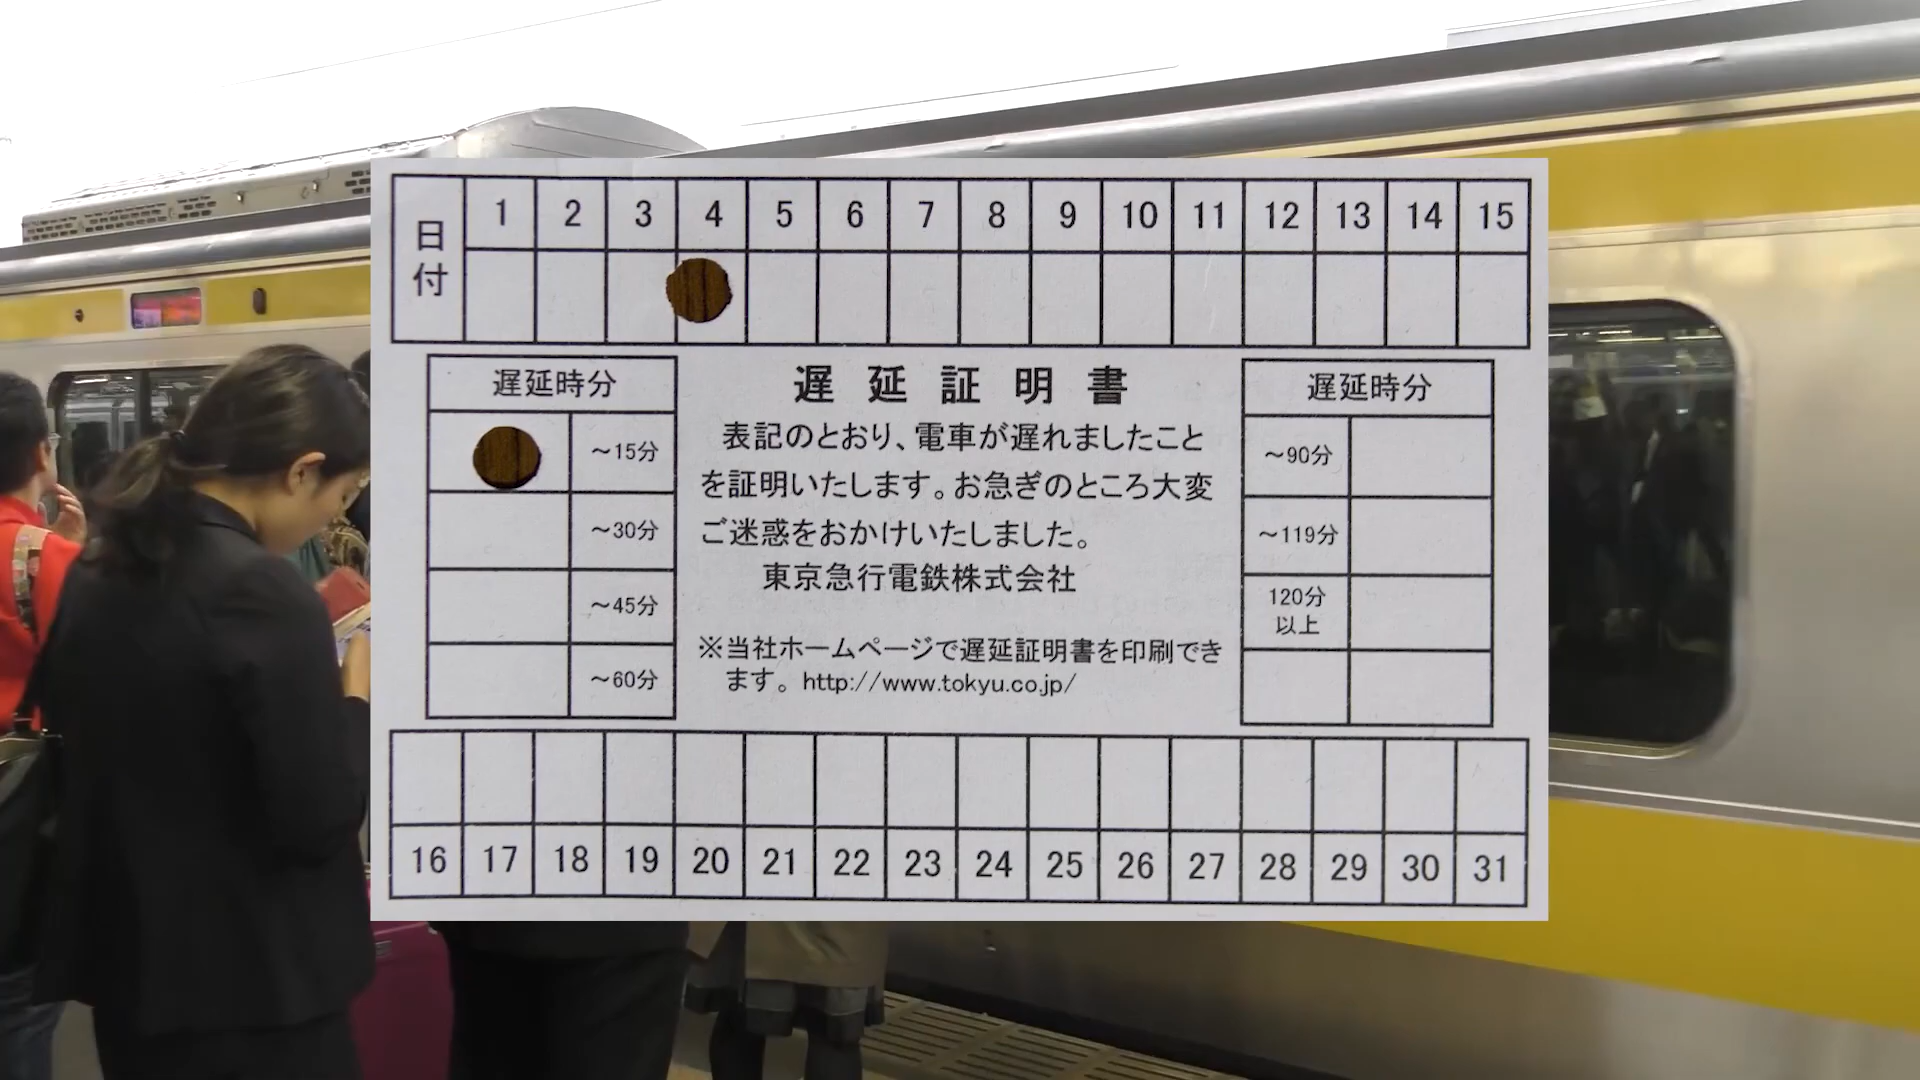 日付
1 2 3 4 5 6 7 8 9 10 11 12 13 14 15
遅延時分
~15分
~30分
~45分
~60分
遅延証明書
表記のとおり、電車が遅れましたこと
を証明いたします。お急ぎのところ大変
ご迷惑をおかけいたしました。
東京急行電鉄株式会社
※当社ホームページで遅延証明書を印刷でき
ます。http://www.tokyu.co.jp/
遅延時分
~90分
~119分
120分
以上
16 17 18 19 20 21 22 23 24 25 26 27 28 29 30 31